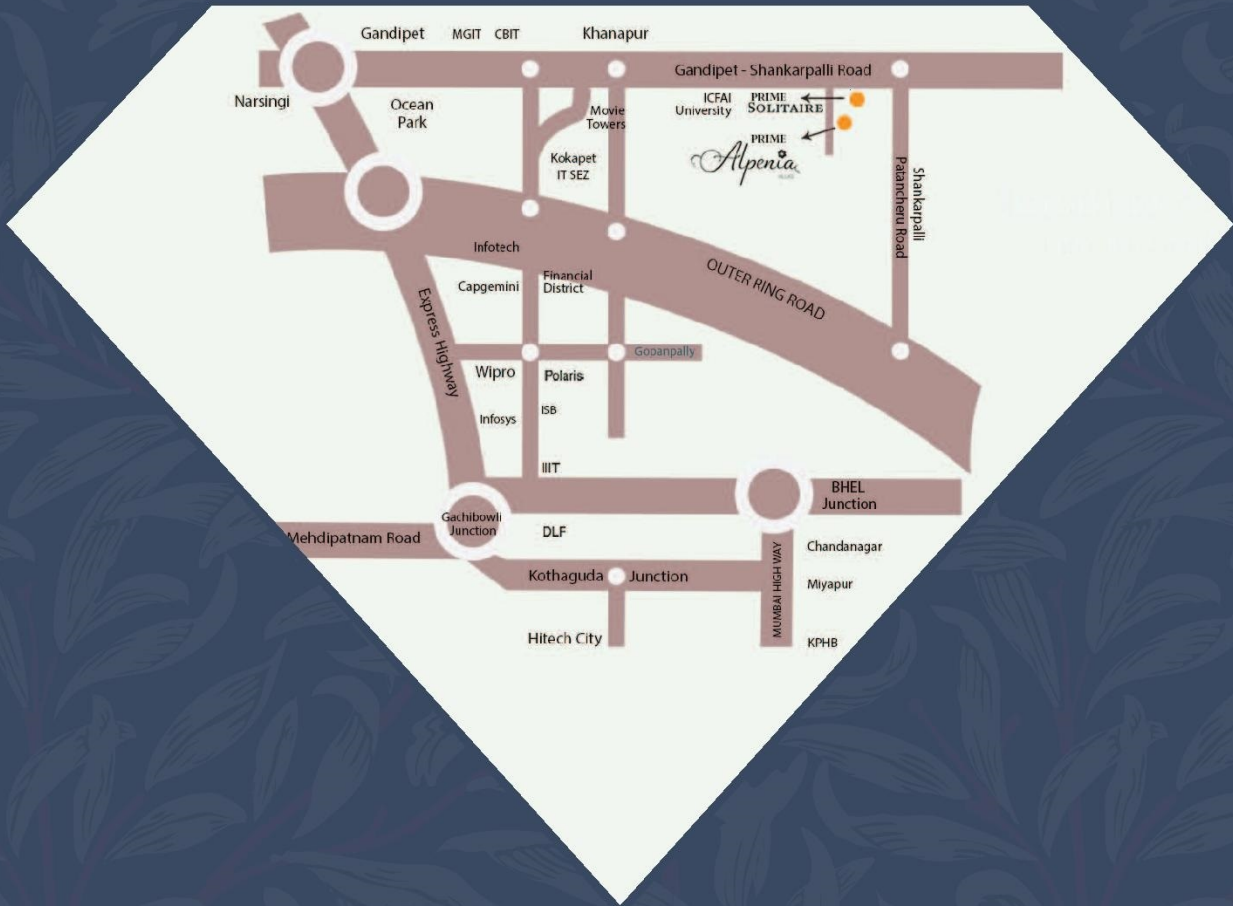 Gandipet
MGIT
CBIT
Khanapur
Gandipet - Shankarpalli Road
Narsingi
Ocean
Park
Movie
Towers
ICFAI
University
PRIME
SOLITAIRE
PRIME
Alpenia
Kokapet
IT SEZ
Shankarpalli
Patancheru Road
Infotech
OUTER RING ROAD
Capgemini
Financial
District
Express Highway
Gopanpally
Wipro
Polaris
Infosys
ISB
IIIT
BHEL
Junction
Gachibowli
Junction
Mehdipatnam Road
DLF
Chandanagar
Kothaguda
Junction
MUMBAI HIGH WAY
Miyapur
Hitech City
KPHB